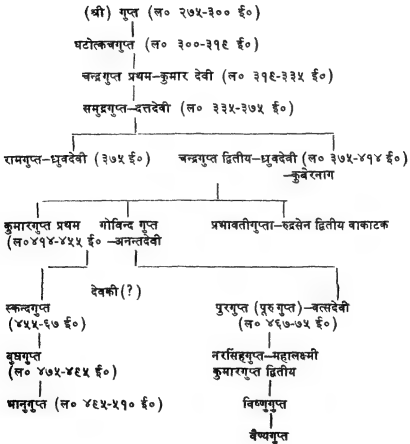 (श्री) गुप्त (ल० २७५-३०० ई०)
घटोत्कचगुप्त (ल० ३००-३१९ ई०)
चन्द्रगुप्त प्रथम—कुमार देवी (ल० ३१९-३३५ ई०)
समुद्रगुप्त—दत्तदेवी (ल० ३३५-३७५ ई०)
रामगुप्त—ध्रुवदेवी (३७५ ई०) चन्द्रगुप्त द्वितीय—ध्रुवदेवी (ल० ३७५-४१४ ई०)
—कुबेरनाग
कुमारगुप्त प्रथम गोविन्द गुप्त प्रभावतीगुप्ता—रुद्रसेन द्वितीय वाकाटक
(ल०४१४-४५५ ई० —अनन्तदेवी
देवकी (?)
स्कन्दगुप्त पुरगुप्त (पूरु गुप्त)—वत्सदेवी
(४५५-६७ ई०) (ल० ४६७-७५ ई०)
बुधगुप्त नरसिंहगुप्त—महालक्ष्मी
(ल० ४७५-४९५ ई०) कुमारगुप्त द्वितीय
भानुगुप्त (ल० ४९५-५१० ई०) विष्णुगुप्त
वैण्यगुप्त